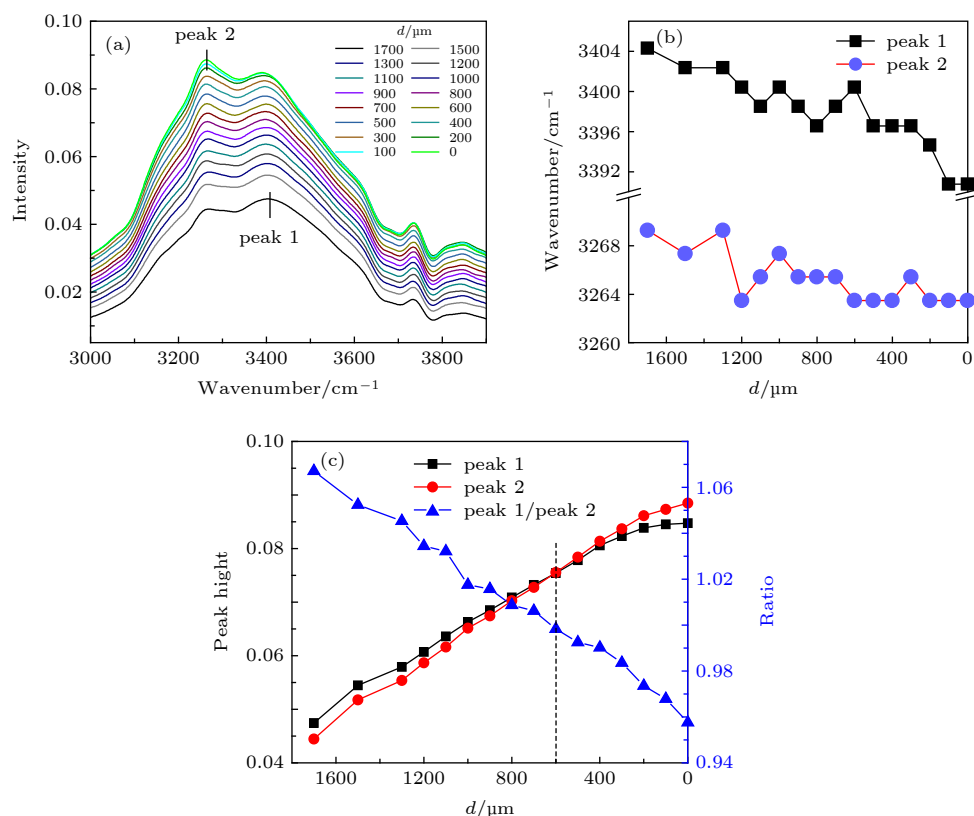 (a)
peak 2
d/µm
1700 1500
1300 1200
1100 1000
900 800
700 600
500 400
300 200
100 0
peak 1
0.10
0.08
0.06
0.04
0.02
Intensity
3000 3200 3400 3600 3800
Wavenumber/cm−1
(b)
peak 1
peak 2
3404
3400
3396
3392
3268
3264
3260
Wavenumber/cm−1
1600 1200 800 400 0
d/µm
(c)
peak 1
peak 2
peak 1/peak 2
0.10
0.08
0.06
0.04
Peak hight
1.06
1.02
0.98
0.94
Ratio
1600 1200 800 400 0
d/µm